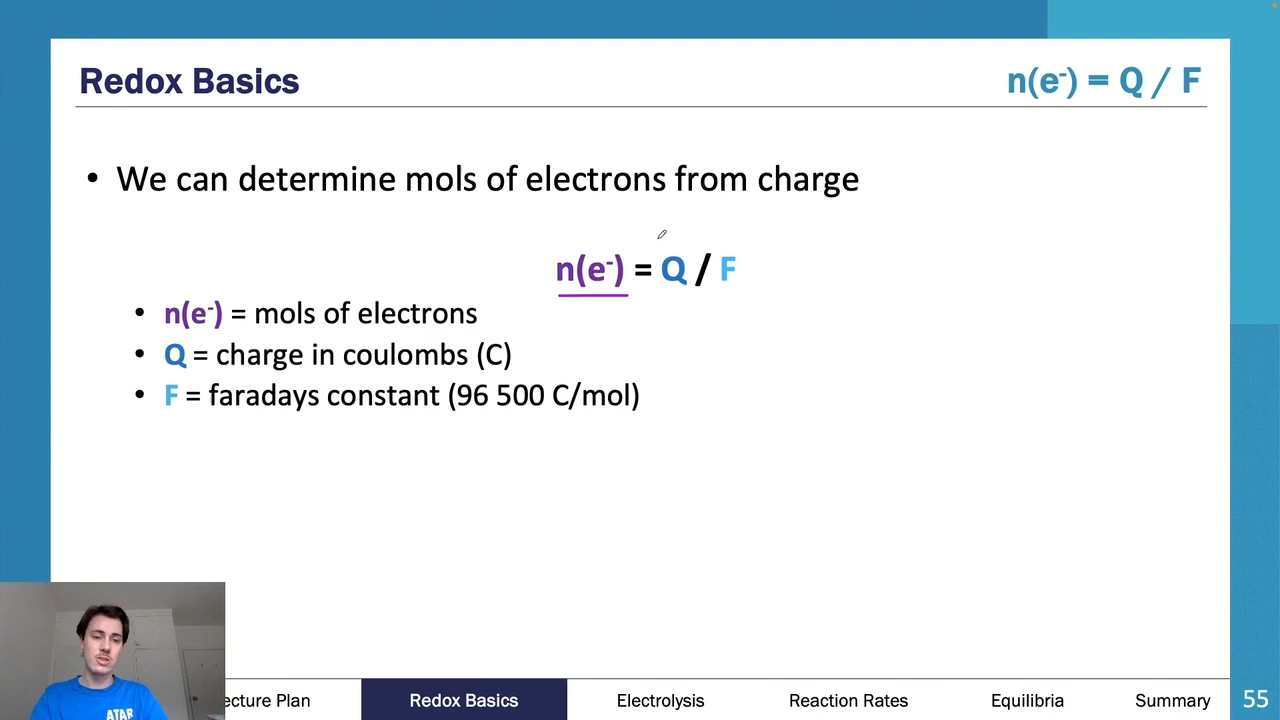 Redox Basics
n(e⁻) = Q / F
• We can determine mols of electrons from charge
n(e⁻) = Q / F
• n(e⁻) = mols of electrons
• Q = charge in coulombs (C)
• F = faradays constant (96 500 C/mol)
ATAR
ecture Plan Redox Basics Electrolysis Reaction Rates Equilibria Summary 55